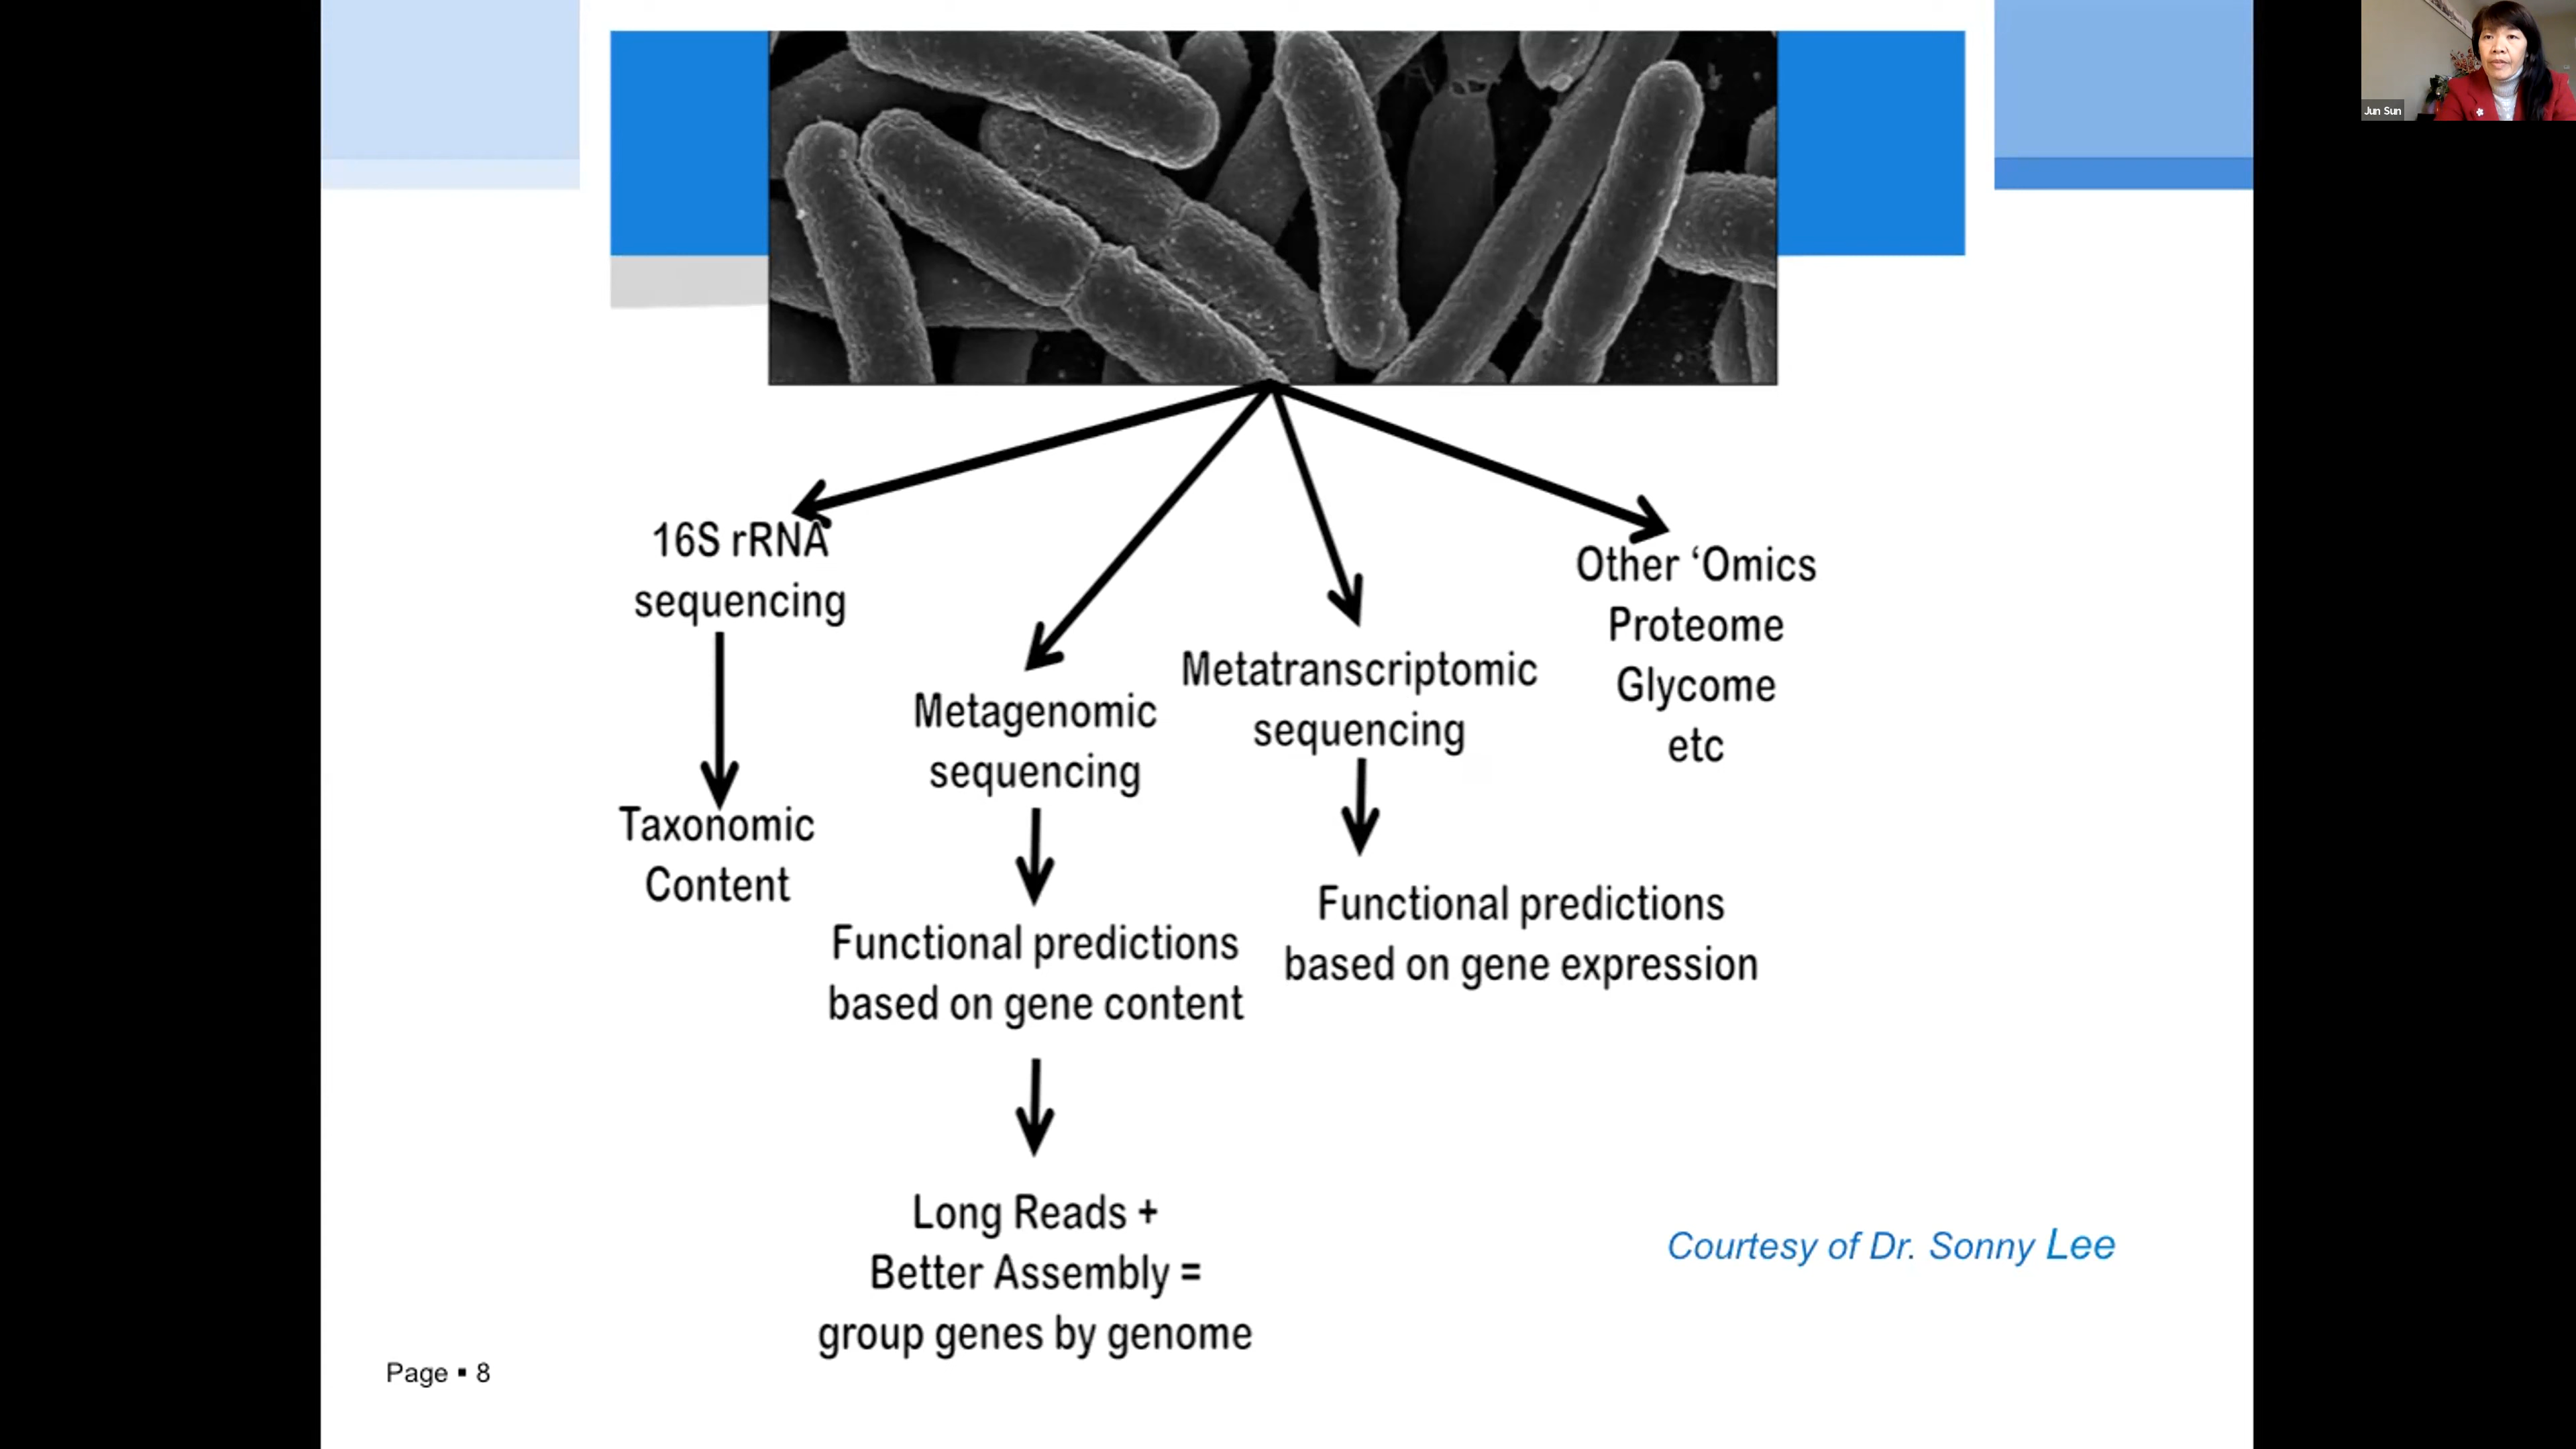 Jun Sun
16S rRNA
sequencing
Taxonomic
Content
Metagenomic
sequencing
Functional predictions
based on gene content
Long Reads +
Better Assembly =
group genes by genome
Metatranscriptomic
sequencing
Functional predictions
based on gene expression
Other ‘Omics
Proteome
Glycome
etc
Courtesy of Dr. Sonny Lee
Page ▪ 8